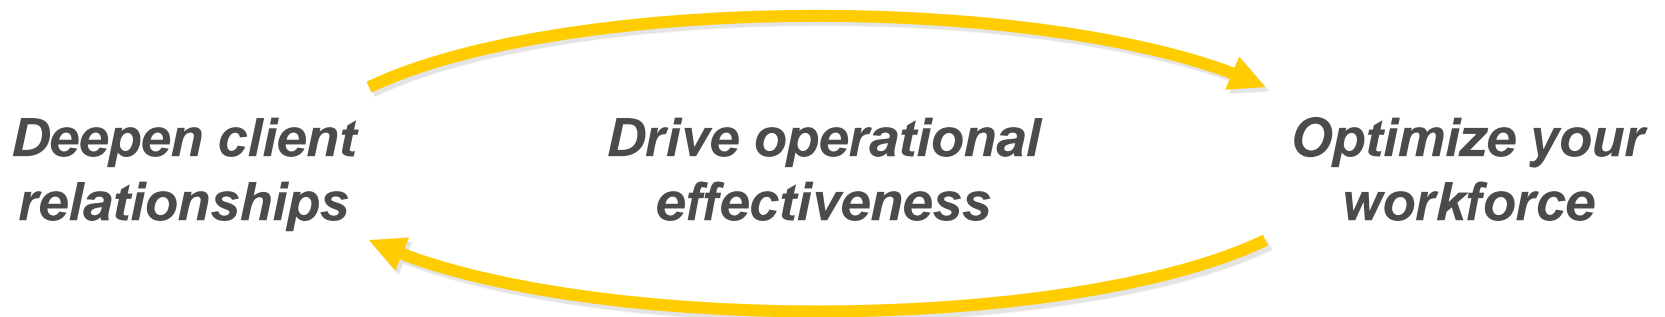 Deepen client
relationships
Drive operational
effectiveness
Optimize your
workforce